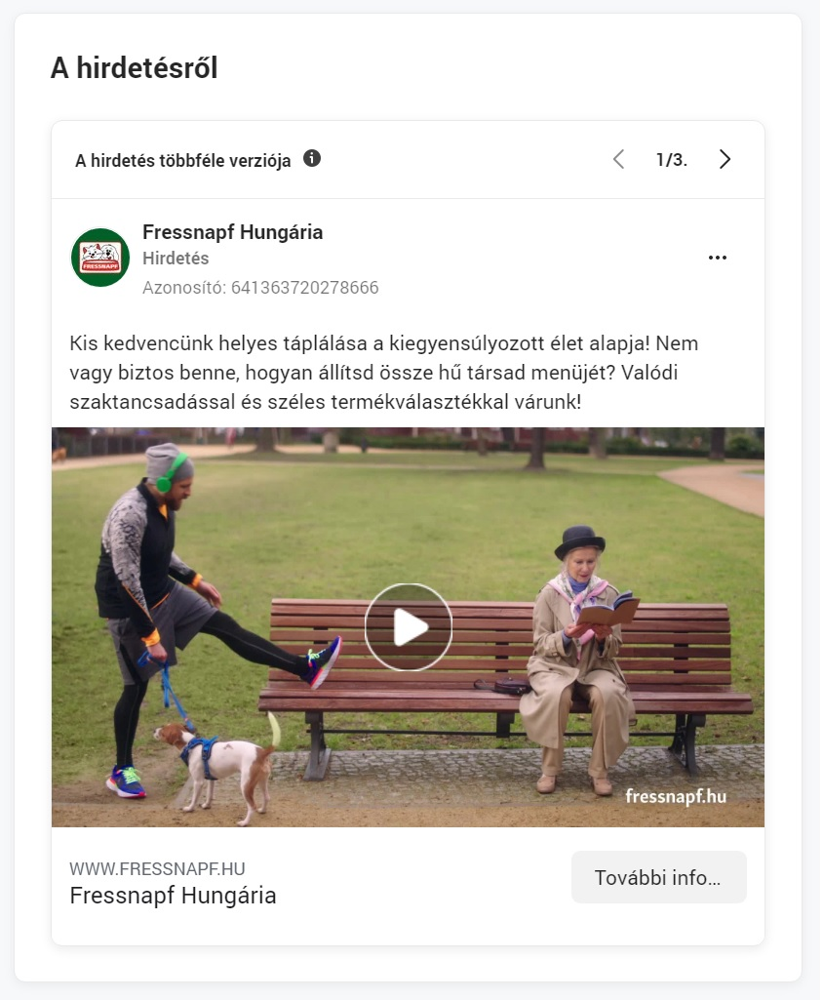 A hirdetésről
A hirdetés többféle verziója
1/3.
Fressnapf Hungária
Hirdetés
Azonosító: 641363720278666
FRESSNAPF
Kis kedvencünk helyes táplálása a kiegyensúlyozott élet alapja! Nem
vagy biztos benne, hogyan állítsd össze hű társad menüjét? Valódi
szaktancsadással és széles termékválasztékkal várunk!
fressnapf.hu
WWW.FRESSNAPF.HU
Fressnapf Hungária
További info...